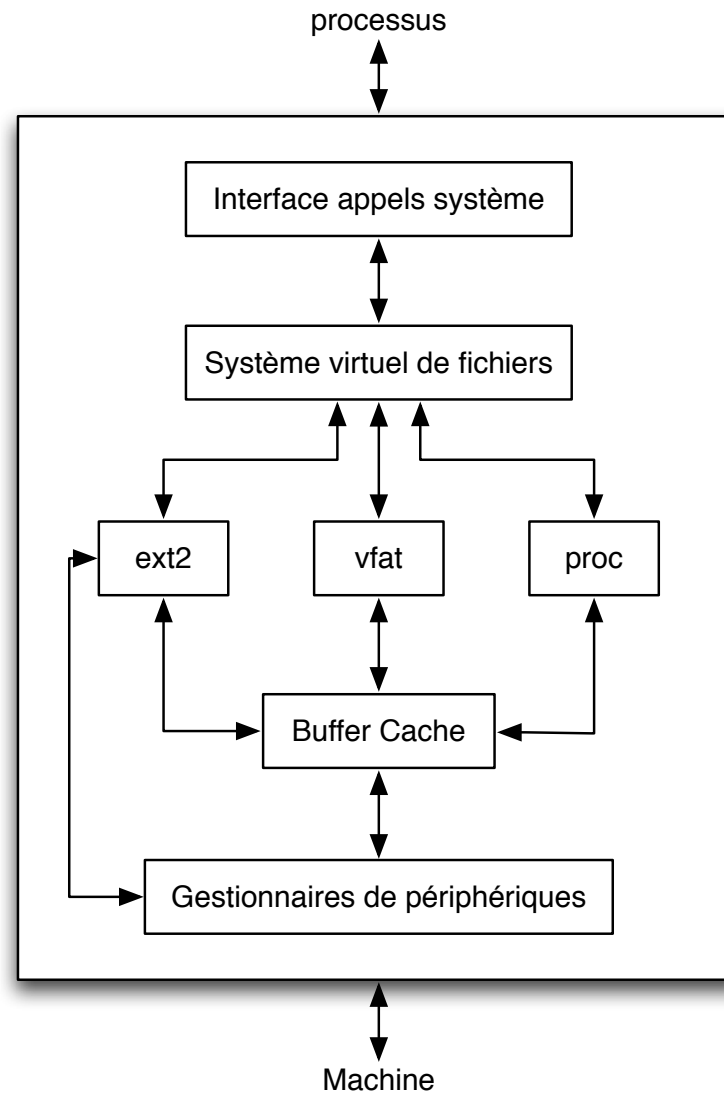 processus
Interface appels système
Système virtuel de fichiers
ext2
vfat
proc
Buffer Cache
Gestionnaires de périphériques
Machine